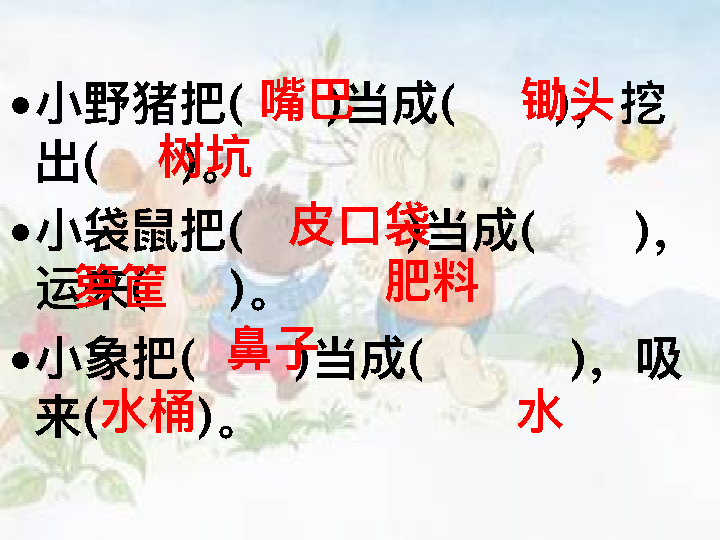 •小野猪把( 嘴巴 )当成( 锄头 )，挖
出( 树坑 )。
•小袋鼠把( 皮口袋 )当成( )，
运来( 箩筐 )。 肥料
•小象把( 鼻子 )当成( )，吸
来( 水桶 )。 水